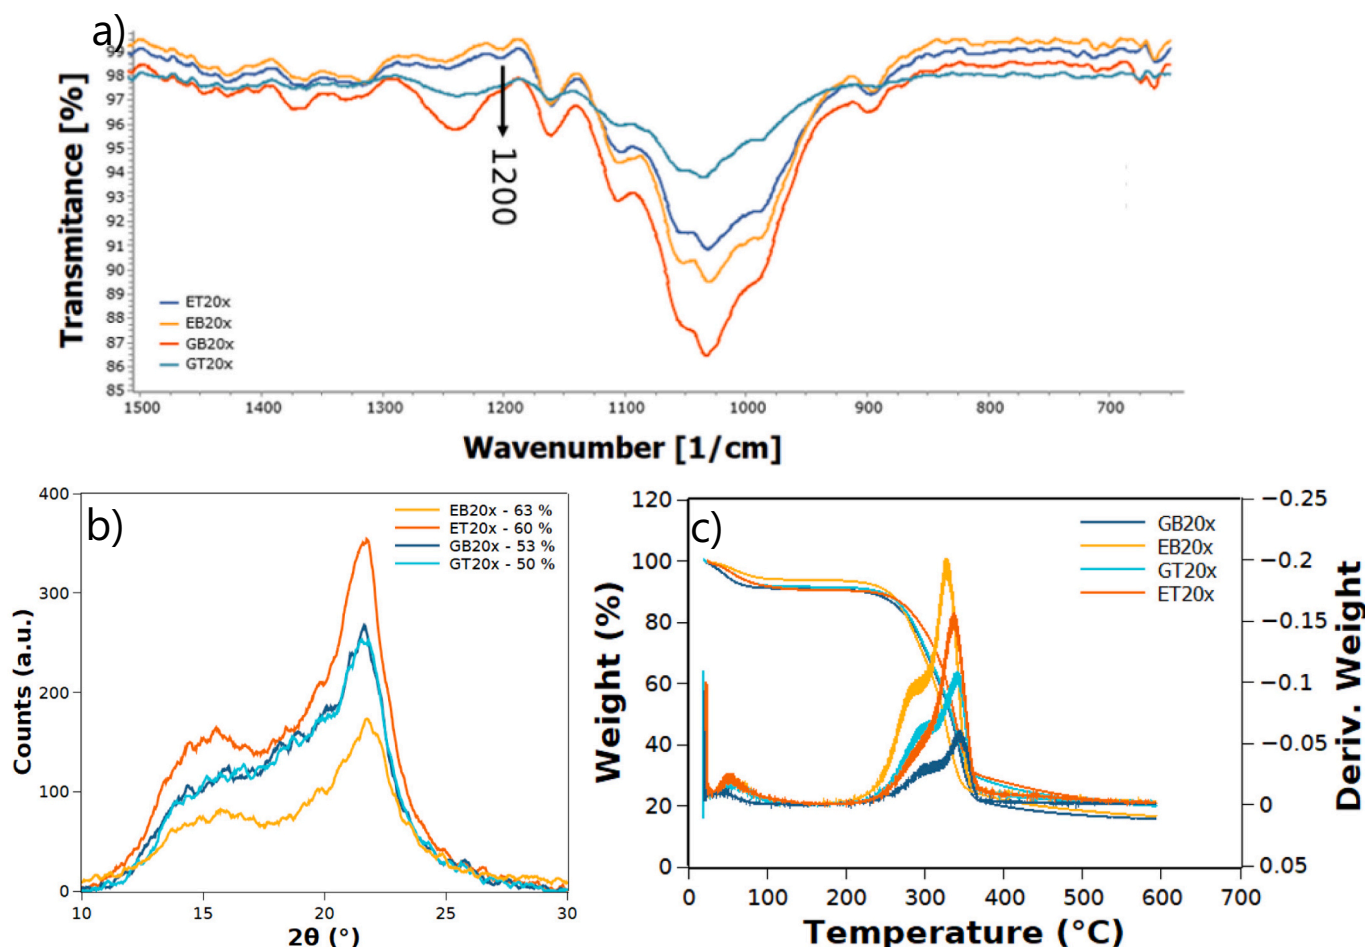 a)
Transmitance [%]
99
98
97
96
95
94
93
92
91
90
89
88
87
86
85
1200
ET20x
EB20x
GB20x
GT20x
1500
1400
1300
1200
1100
1000
900
800
700
Wavenumber [1/cm]
b)
Counts (a.u.)
400
300
200
100
0
EB20x - 63 %
ET20x - 60 %
GB20x - 53 %
GT20x - 50 %
10
15
20
25
30
2θ (°)
c)
Weight (%)
120
100
80
60
40
20
0
GB20x
EB20x
GT20x
ET20x
−0.25
−0.2
−0.15
−0.1
−0.05
0
0.05
Deriv. Weight
0
100
200
300
400
500
600
700
Temperature (°C)